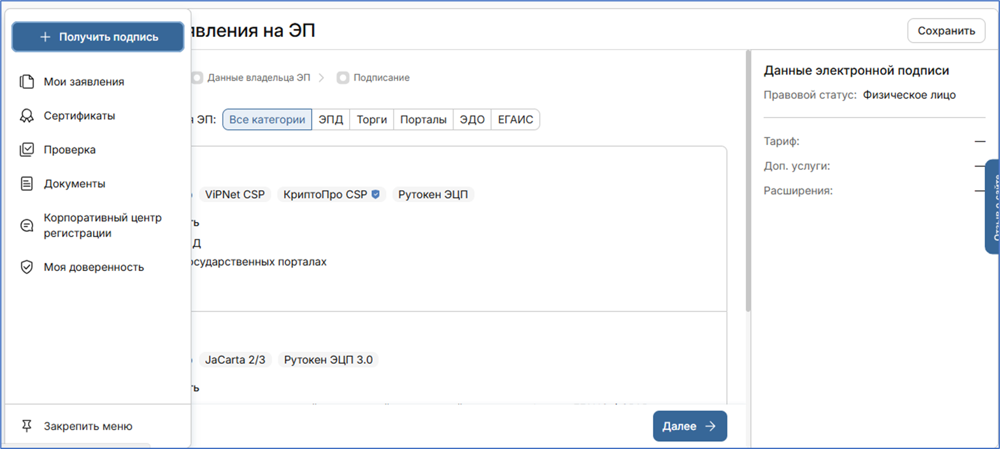 Получить подпись
явления на ЭП
Сохранить
Мои заявления
Сертификаты
Проверка
Документы
Корпоративный центр
регистрации
Моя доверенность
Закрепить меню
Данные владельца ЭП
Подписание
я ЭП:
Все категории
ЭПД
Торги
Порталы
ЭДО
ЕГАИС
ViPNet CSP
КриптоПро CSP
Рутокен ЭЦП
ть
Д
осударственных порталах
JaCarta 2/3
Рутокен ЭЦП 3.0
ть
Далее
Данные электронной подписи
Правовой статус: Физическое лицо
Тариф: —
Доп. услуги: —
Расширения: —
Отзыв о сайте